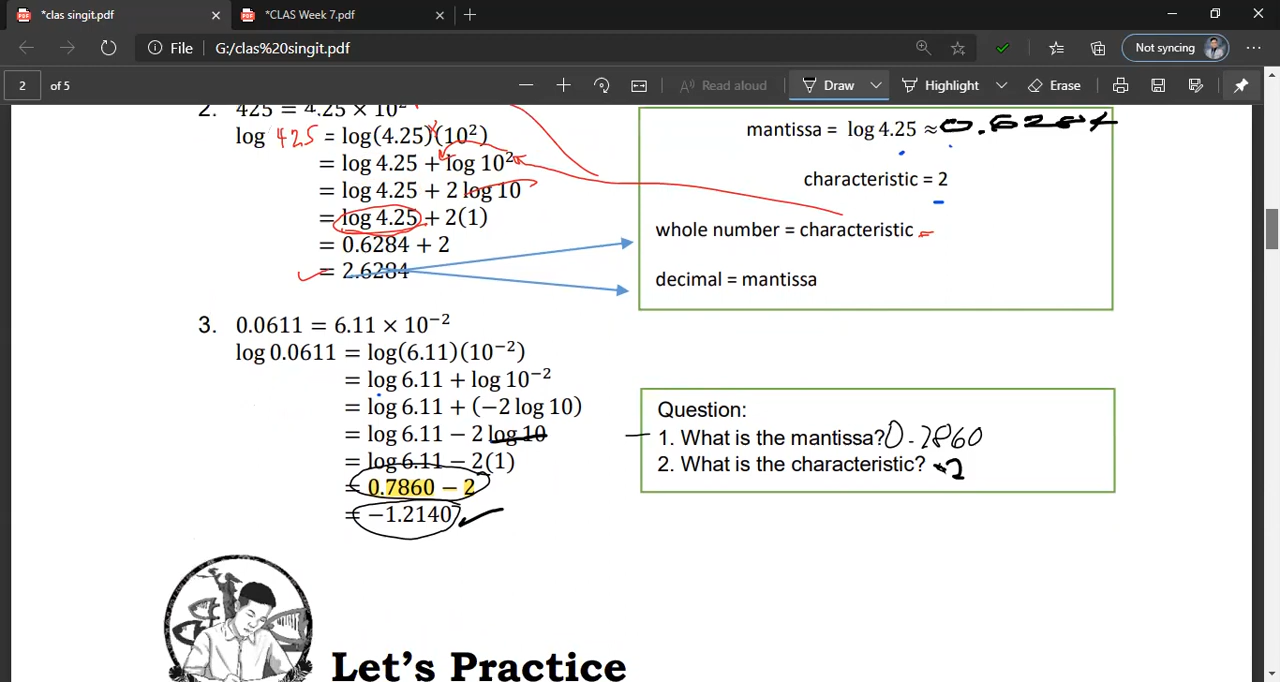 *clas singit.pdf
*CLAS Week 7.pdf
File G:/clas%20singit.pdf
Not syncing
2 of 5
Read aloud
Draw
Highlight
Erase
2. 425 = 4.25 × 10²
log 425 = log(4.25)(10²)
= log 4.25 + log 10²
= log 4.25 + 2 log 10
= log 4.25 + 2(1)
= 0.6284 + 2
= 2.6284
mantissa = log 4.25 ≈ 0.6284
characteristic = 2
whole number = characteristic
decimal = mantissa
3. 0.0611 = 6.11 × 10⁻²
log 0.0611 = log(6.11)(10⁻²)
= log 6.11 + log 10⁻²
= log 6.11 + (−2 log 10)
= log 6.11 − 2 log 10
= log 6.11 − 2(1)
= 0.7860 − 2
= −1.2140
Question:
1. What is the mantissa? 0.7860
2. What is the characteristic? -2
Let's Practice